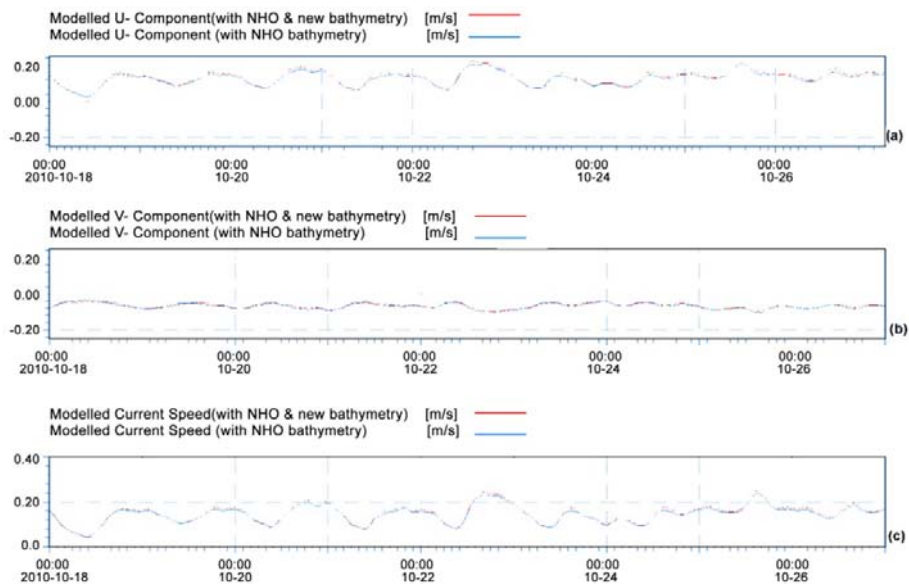 Modelled U- Component(with NHO & new bathymetry) [m/s]
Modelled U- Component (with NHO bathymetry) [m/s]
0.20
0.00
-0.20
(a)
00:00 00:00 00:00 00:00 00:00
2010-10-18 10-20 10-22 10-24 10-26
Modelled V- Component(with NHO & new bathymetry) [m/s]
Modelled V- Component (with NHO bathymetry) [m/s]
0.20
0.00
-0.20
(b)
00:00 00:00 00:00 00:00 00:00
2010-10-18 10-20 10-22 10-24 10-26
Modelled Current Speed(with NHO & new bathymetry) [m/s]
Modelled Current Speed (with NHO bathymetry) [m/s]
0.40
0.20
0.0
(c)
00:00 00:00 00:00 00:00 00:00
2010-10-18 10-20 10-22 10-24 10-26